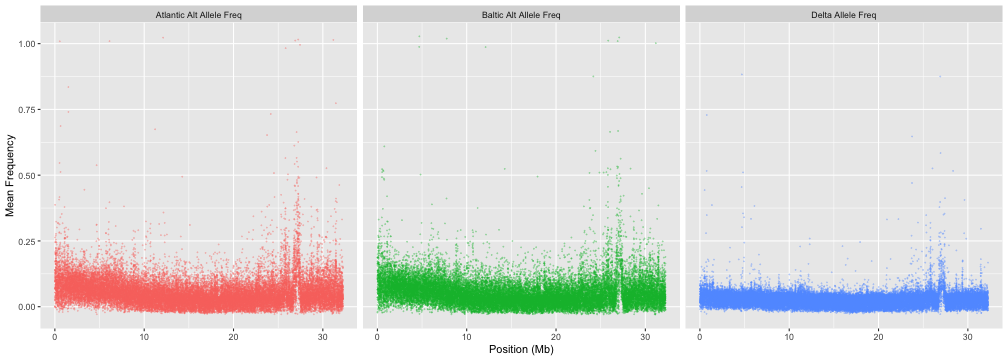 Atlantic Alt Allele Freq Baltic Alt Allele Freq Delta Allele Freq
Mean Frequency
1.00
0.75
0.50
0.25
0.00
0 10 20 30 0 10 20 30 0 10 20 30
Position (Mb)